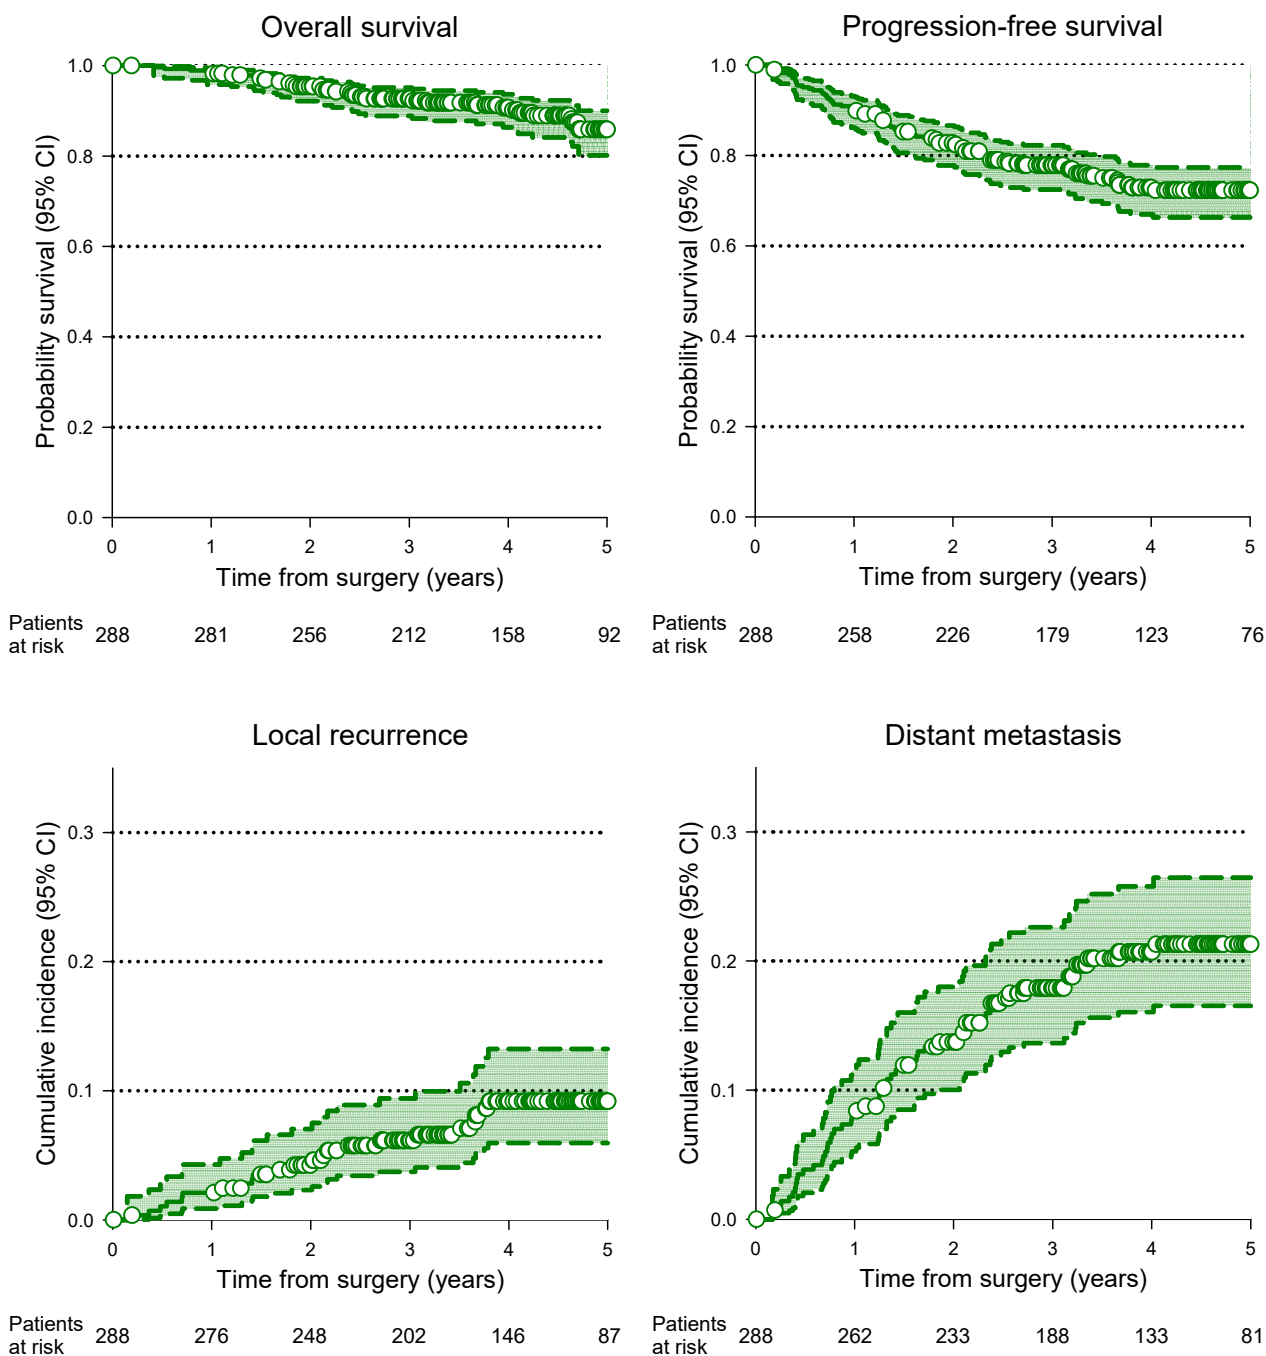 Overall survival
Probability survival (95% CI)
1.0
0.8
0.6
0.4
0.2
0.0
0 1 2 3 4 5
Time from surgery (years)
Patients
at risk
288 281 256 212 158 92
Progression-free survival
Probability survival (95% CI)
1.0
0.8
0.6
0.4
0.2
0.0
0 1 2 3 4 5
Time from surgery (years)
Patients
at risk
288 258 226 179 123 76
Local recurrence
Cumulative incidence (95% CI)
0.3
0.2
0.1
0.0
0 1 2 3 4 5
Time from surgery (years)
Patients
at risk
288 276 248 202 146 87
Distant metastasis
Cumulative incidence (95% CI)
0.3
0.2
0.1
0.0
0 1 2 3 4 5
Time from surgery (years)
Patients
at risk
288 262 233 188 133 81